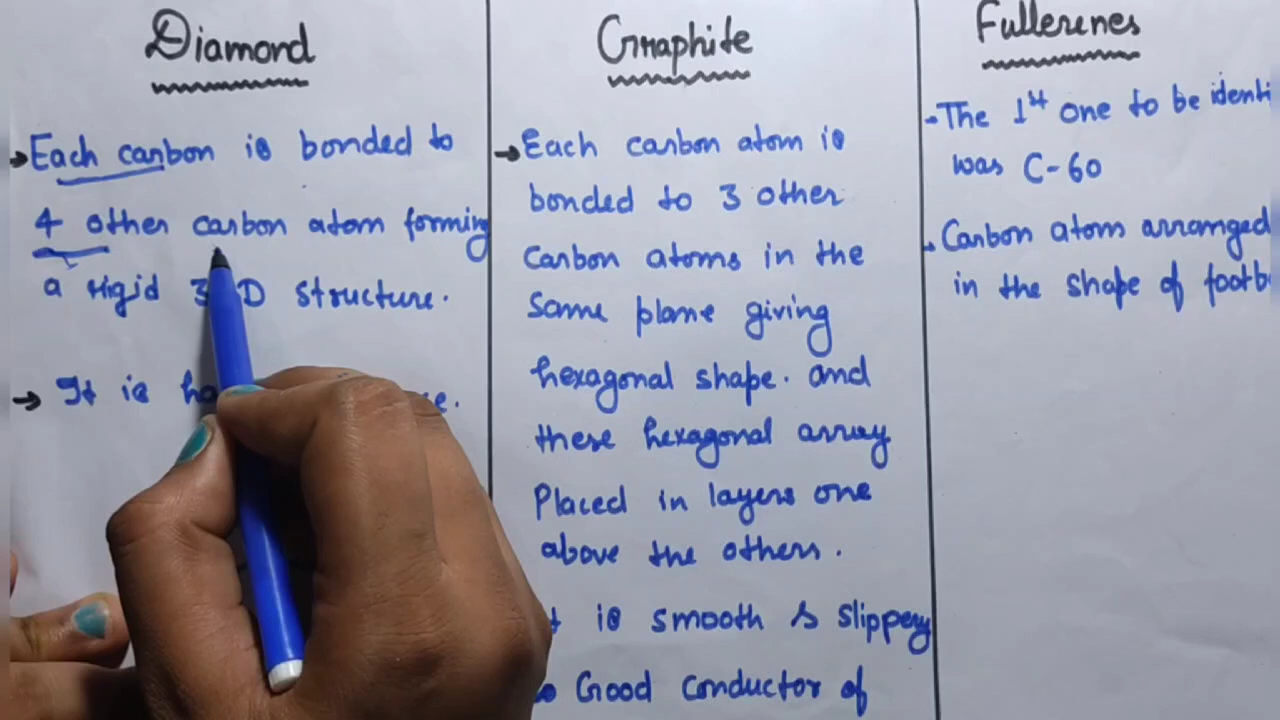 Diamond
→ Each carbon is bonded to
4 other carbon atom forming
a rigid 3 D structure.
→ It is
Graphite
→ Each carbon atom is
bonded to 3 other
carbon atoms in the
same plane giving
hexagonal shape. and
these hexagonal array
Placed in layers one
above the others.
is smooth & slippery
Good conductor of
Fullerenes
- The 1st one to be identi
was C-60
. Carbon atom arranged
in the shape of footb